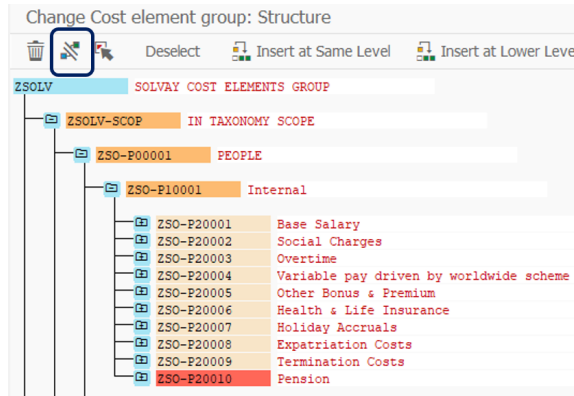 Change Cost element group: Structure
Deselect Insert at Same Level Insert at Lower Leve
ZSOLV SOLVAY COST ELEMENTS GROUP
ZSOLV-SCOP IN TAXONOMY SCOPE
ZSO-P00001 PEOPLE
ZSO-P10001 Internal
ZSO-P20001 Base Salary
ZSO-P20002 Social Charges
ZSO-P20003 Overtime
ZSO-P20004 Variable pay driven by worldwide scheme
ZSO-P20005 Other Bonus & Premium
ZSO-P20006 Health & Life Insurance
ZSO-P20007 Holiday Accruals
ZSO-P20008 Expatriation Costs
ZSO-P20009 Termination Costs
ZSO-P20010 Pension